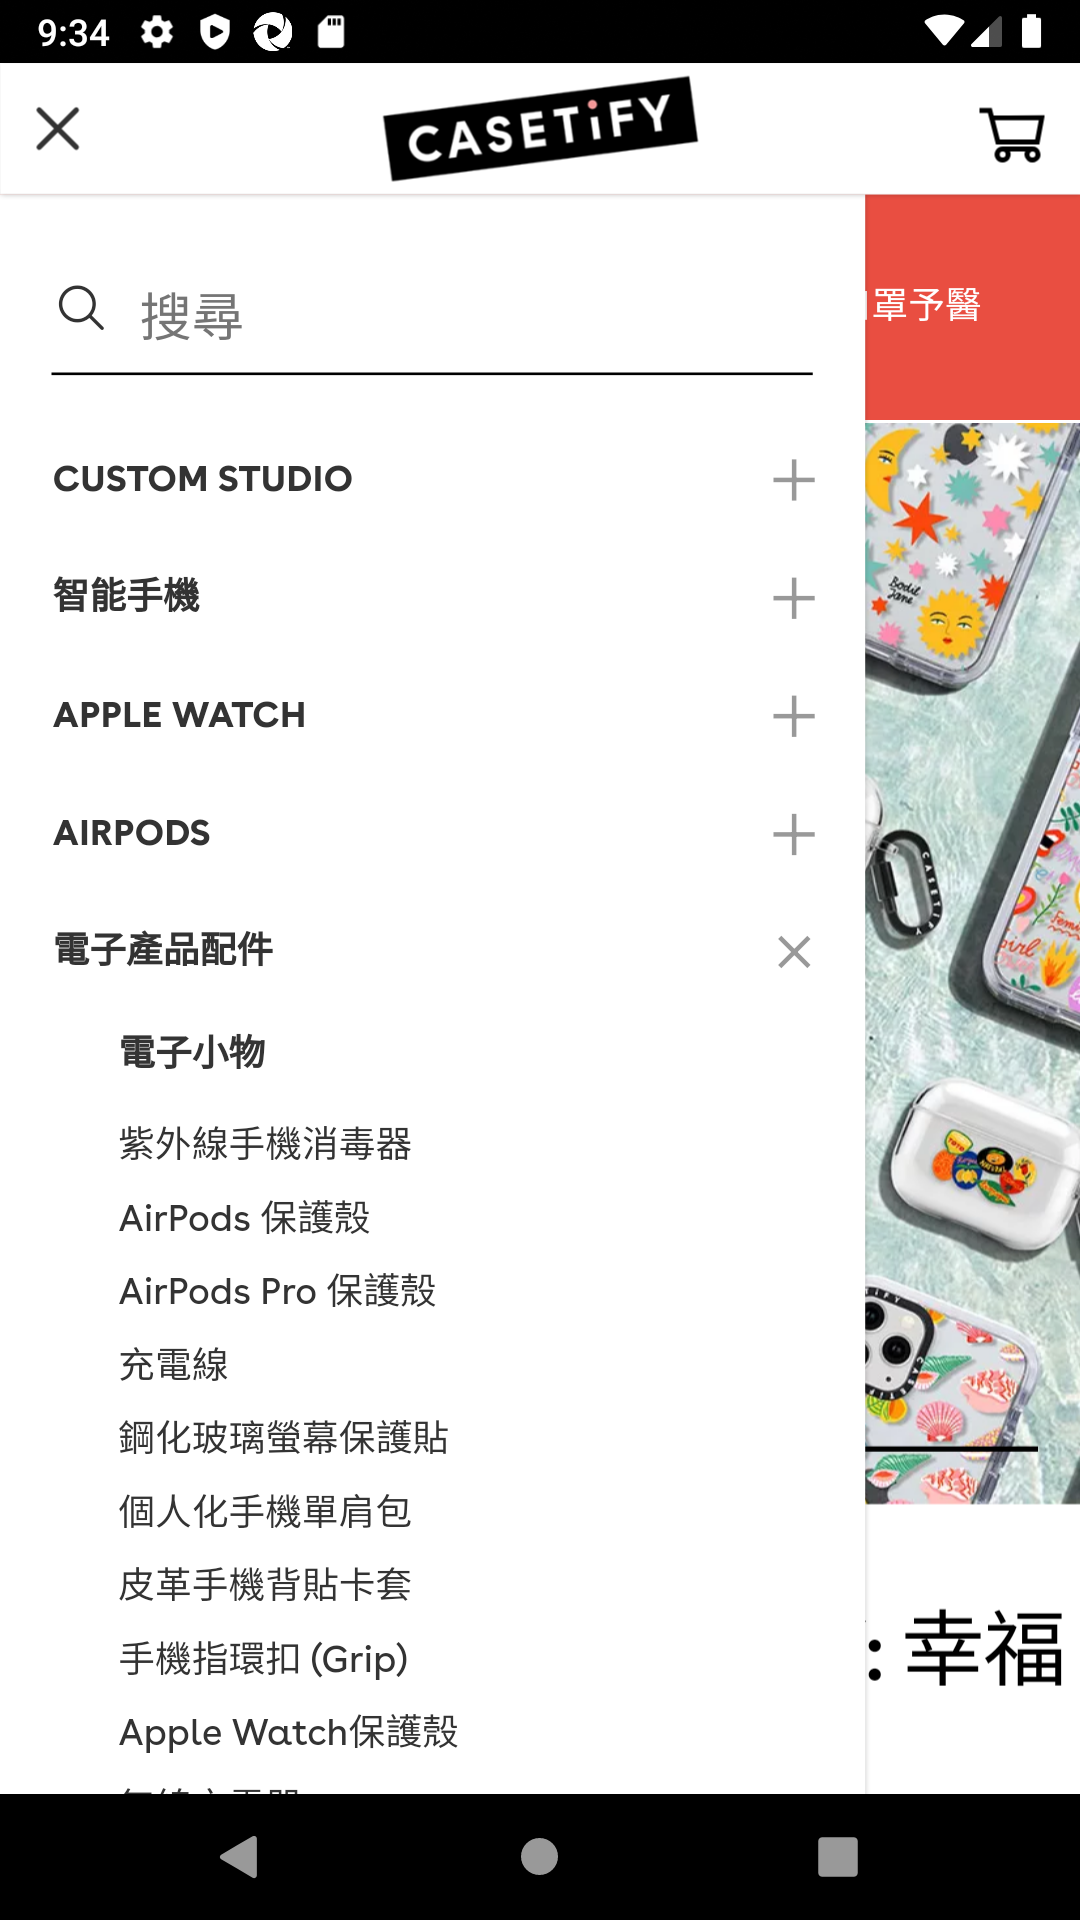 9:34
CASETiFY
罩予醫
搜尋
CUSTOM STUDIO
智能手機
APPLE WATCH
AIRPODS
電子產品配件
電子小物
紫外線手機消毒器
AirPods 保護殼
AirPods Pro 保護殼
充電線
鋼化玻璃螢幕保護貼
個人化手機單肩包
皮革手機背貼卡套
手機指環扣 (Grip)
: 幸福
Apple Watch保護殼